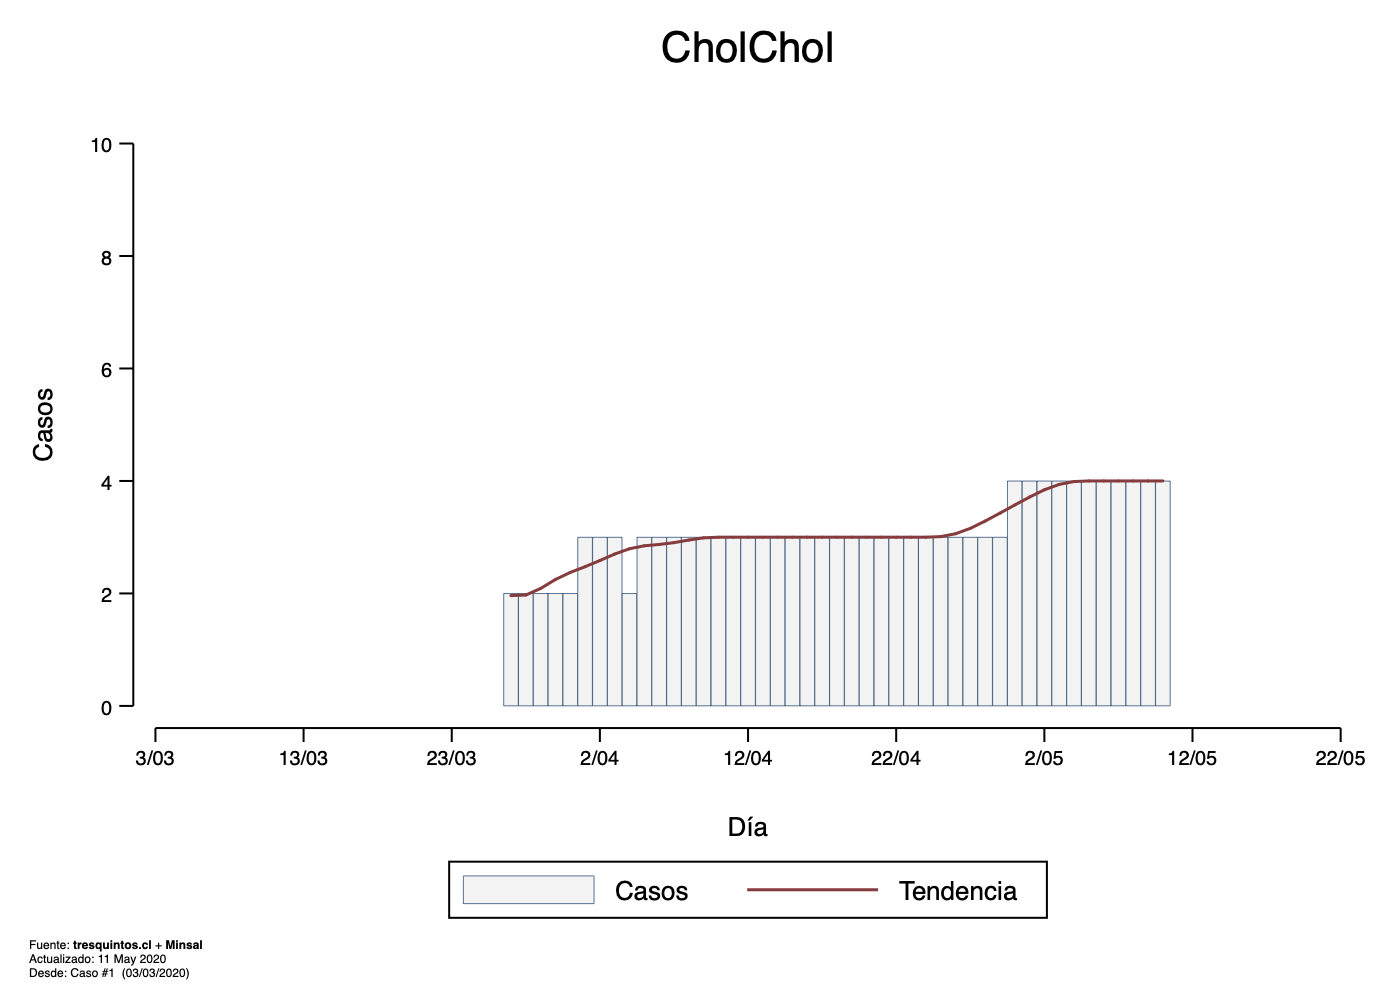 CholChol
10
8
6
4
2
0
Casos
3/03 13/03 23/03 2/04 12/04 22/04 2/05 12/05 22/05
Día
Casos Tendencia
Fuente: tresquintos.cl + Minsal
Actualizado: 11 May 2020
Desde: Caso #1 (03/03/2020)